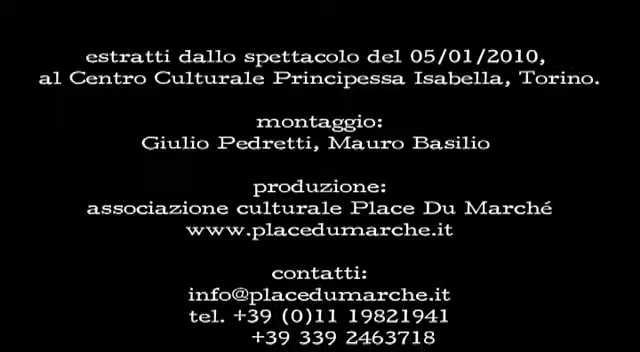 estratti dallo spettacolo del 05/01/2010,
al Centro Culturale Principessa Isabella, Torino.
montaggio:
Giulio Pedretti, Mauro Basilio
produzione:
associazione culturale Place Du Marché
www.placedumarche.it
contatti:
info@placedumarche.it
tel. +39 (0)11 19821941
+39 339 2463718